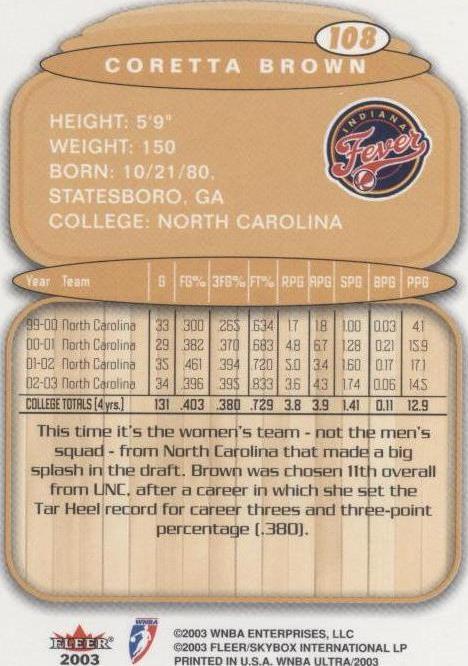 108
CORETTA BROWN
HEIGHT: 5'9"
WEIGHT: 150
BORN: 10/21/80,
STATESBORO, GA
COLLEGE: NORTH CAROLINA
INDIANA
Fever
Year Team G FG% 3FG% FT% RPG APG SPG BPG PPG
99-00 North Carolina 33 .300 .265 .634 1.7 1.8 1.00 0.03 4.1
00-01 North Carolina 29 .382 .370 .683 4.8 6.7 1.28 0.21 15.9
01-02 North Carolina 35 .461 .394 .720 5.0 3.4 1.60 0.17 17.1
02-03 North Carolina 34 .396 .395 .833 3.6 4.3 1.74 0.06 14.5
COLLEGE TOTALS (4 yrs.) 131 .403 .380 .729 3.8 3.9 1.41 0.11 12.9
This time it's the women's team - not the men's
squad - from North Carolina that made a big
splash in the draft. Brown was chosen 11th overall
from UNC, after a career in which she set the
Tar Heel record for career threes and three-point
percentage (.380).
FLEER
2003
WNBA
©2003 WNBA ENTERPRISES, LLC
©2003 FLEER/SKYBOX INTERNATIONAL LP
PRINTED IN U.S.A. WNBA ULTRA/2003